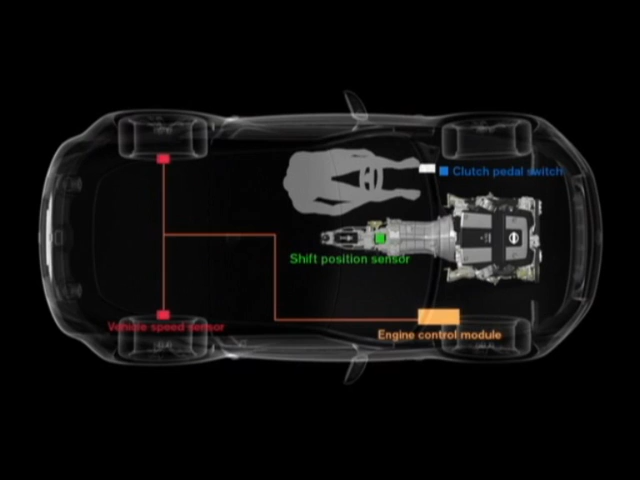 Clutch pedal switch
Shift position sensor
Vehicle speed sensor
Engine control module